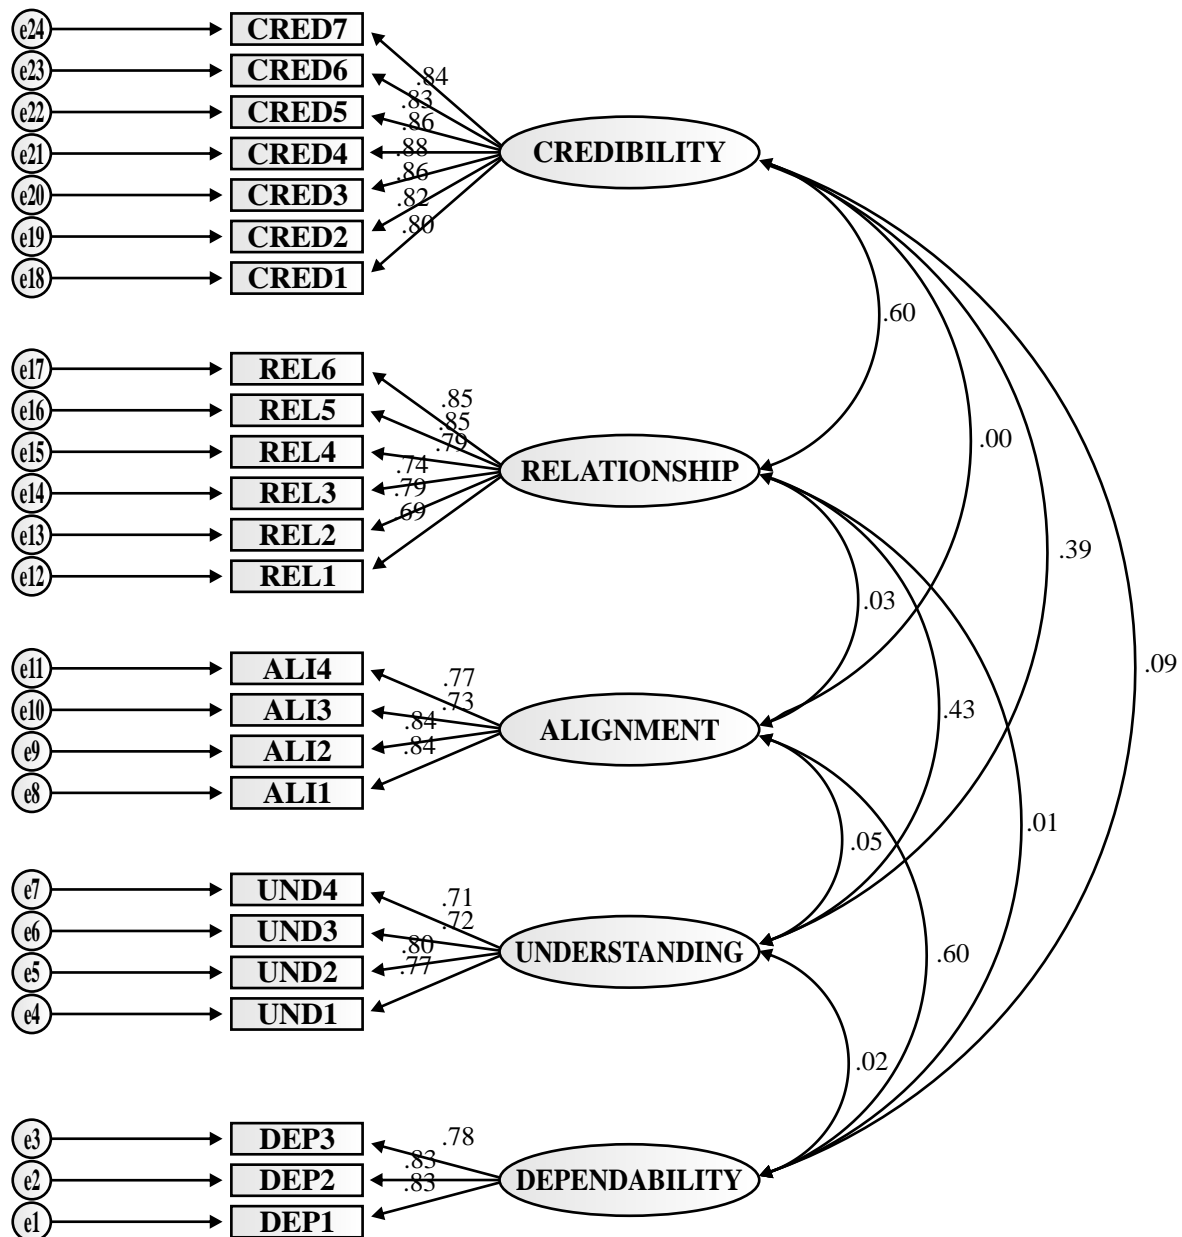 e24 CRED7
.84
e23 CRED6
.83
e22 CRED5
.86
CREDIBILITY
e21 CRED4
.88
e20 CRED3
.86
e19 CRED2
.82
e18 CRED1
.80
.60
e17 REL6
.85
e16 REL5
.85
.00
e15 REL4
.79
RELATIONSHIP
e14 REL3
.74
e13 REL2
.79
e12 REL1
.69
.39
.03
e11 ALI4
.77
.09
e10 ALI3
.73
.43
ALIGNMENT
e9 ALI2
.84
e8 ALI1
.84
.01
.05
e7 UND4
.71
e6 UND3
.72
UNDERSTANDING
.60
e5 UND2
.80
e4 UND1
.77
.02
e3 DEP3
.78
e2 DEP2
.83
DEPENDABILITY
e1 DEP1
.83